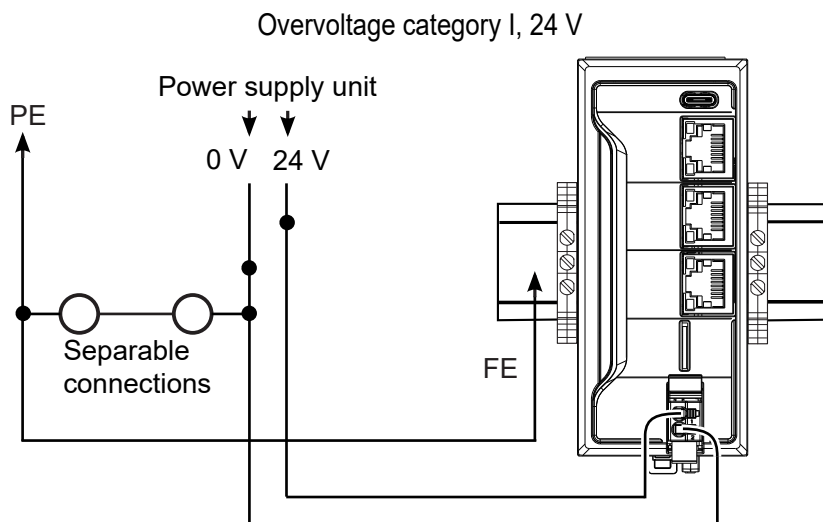 Overvoltage category I, 24 V
Power supply unit
PE
0 V 24 V
Separable
connections
FE